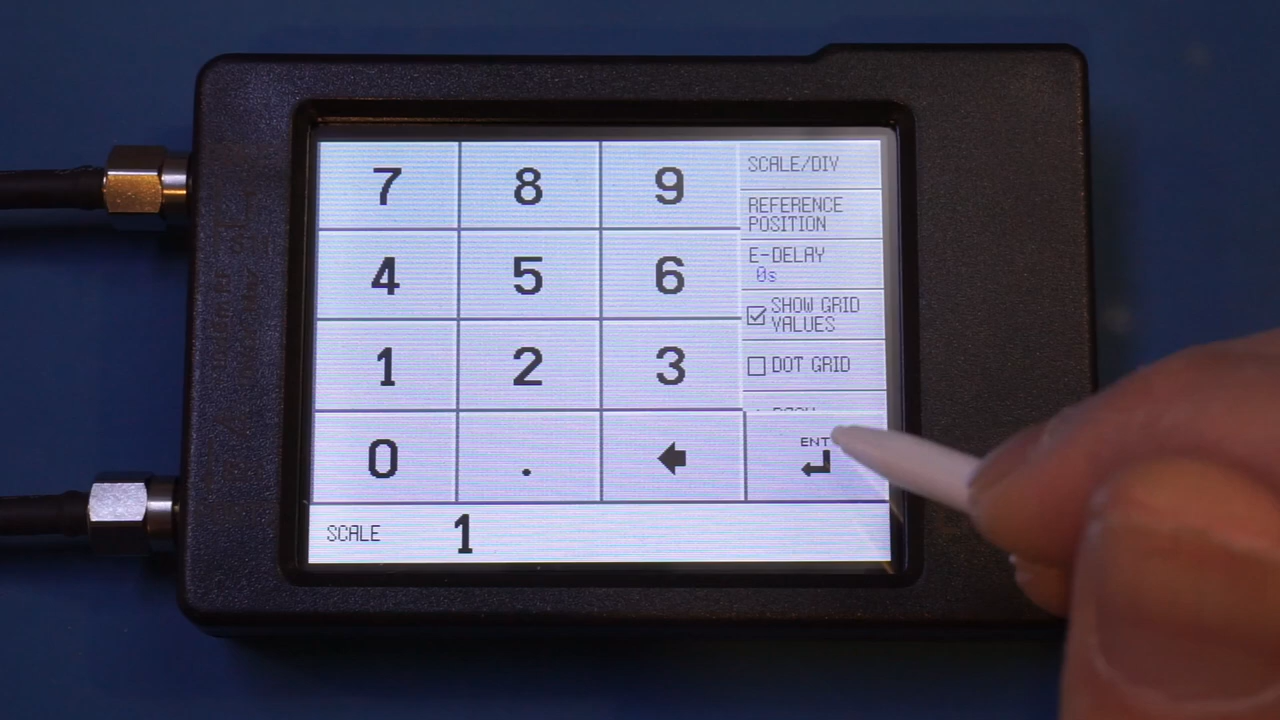 7 8 9
SCALE/DIV
REFERENCE
POSITION
4 5 6
E-DELAY
0s
SHOW GRID
VALUES
1 2 3
DOT GRID
0 .
ENT
SCALE 1